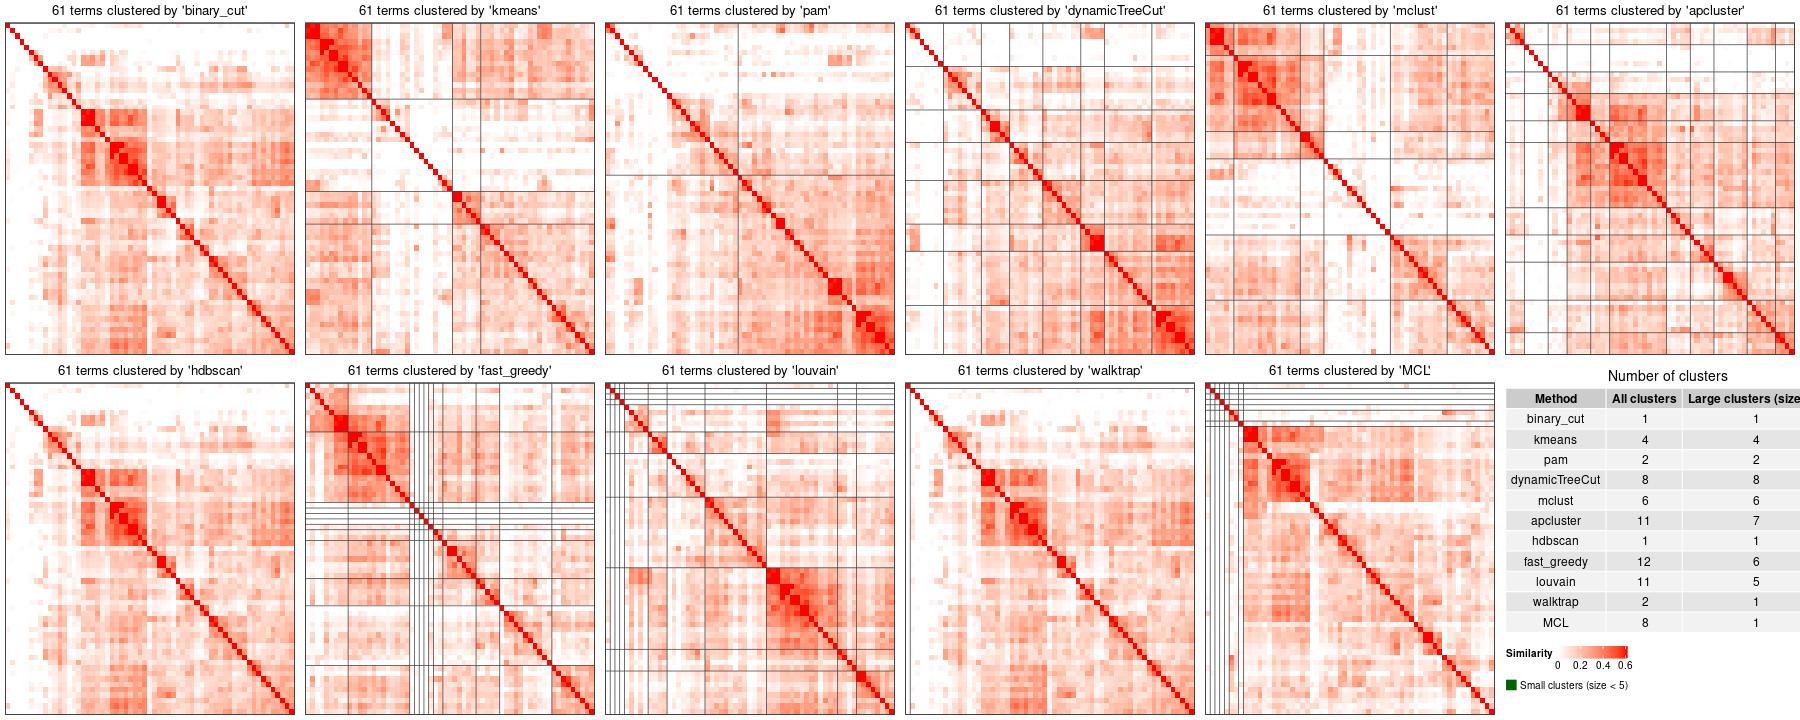 61 terms clustered by 'binary_cut'
61 terms clustered by 'kmeans'
61 terms clustered by 'pam'
61 terms clustered by 'dynamicTreeCut'
61 terms clustered by 'mclust'
61 terms clustered by 'apcluster'
61 terms clustered by 'hdbscan'
61 terms clustered by 'fast_greedy'
61 terms clustered by 'louvain'
61 terms clustered by 'walktrap'
61 terms clustered by 'MCL'
Number of clusters
Method All clusters Large clusters (size
binary_cut 1 1
kmeans 4 4
pam 2 2
dynamicTreeCut 8 8
mclust 6 6
apcluster 11 7
hdbscan 1 1
fast_greedy 12 6
louvain 11 5
walktrap 2 1
MCL 8 1
Similarity
0 0.2 0.4 0.6
Small clusters (size < 5)